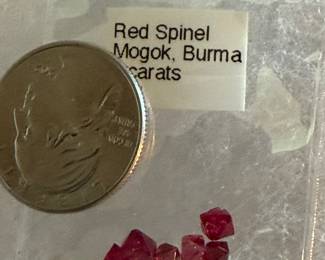 Red Spinel
Mogok, Burma
carats